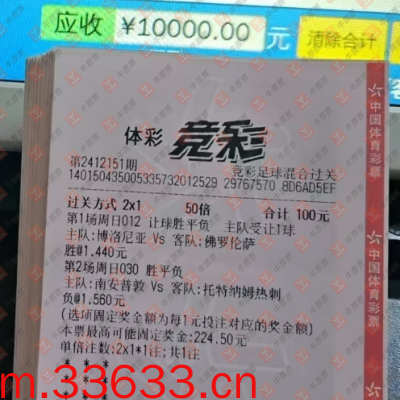 应收 ¥10000.00 元 清除合计
体彩 竞彩
第2412151期 竞彩足球混合过关
140150435005335732012529 29767570 8D6AD5EF
过关方式 2x1 50倍 合计 100元
第1场周日012 让球胜平负 主队受让1球
主队:博洛尼亚 Vs 客队:佛罗伦萨
胜@1.440元
第2场周日030 胜平负
主队:南安普敦 Vs 客队:托特纳姆热刺
负@1.560元
(选项固定奖金额为每1元投注对应的奖金额)
本票最高可能固定奖金:224.50元
单倍注数:2x1*1注;共1注
中国体育彩票
中国体育彩票
m.33633.cn